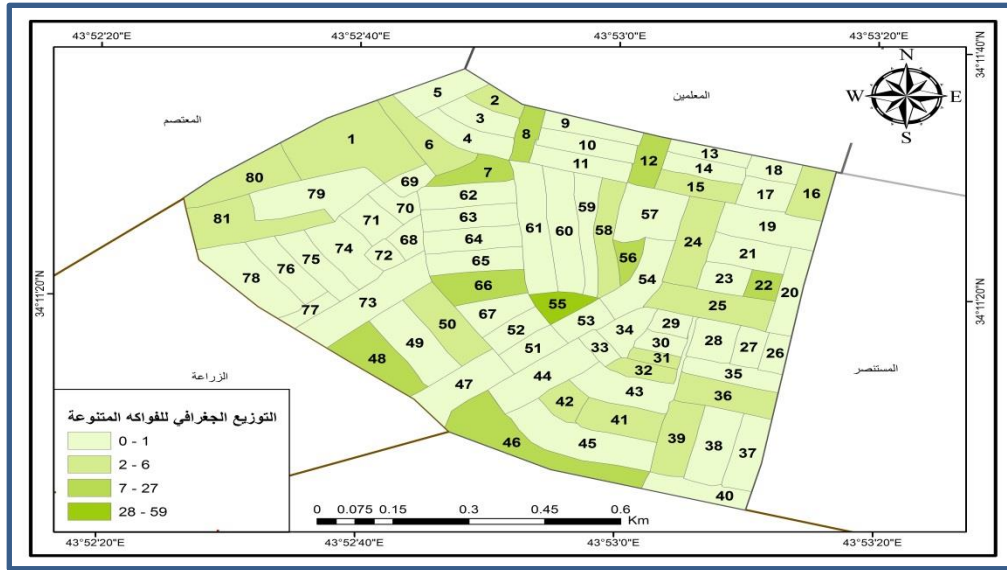 43°52'20"E 43°52'40"E 43°53'0"E 43°53'20"E
34°11'40"N
N
W E
S
المعلمين
المعتصم
5 2
3 8 9
1 6 4 10 12 13
11 14 18
80 7 15 17 16
79 69 62 59 57
81 71 70 63 61 60 58 24 19
74 68 64 56 21
78 76 75 72 65 54 23 22 20
34°11'20"N 34°11'20"N
66 55 25
77 73 50 67 53 34 29
48 49 52 33 30 28 27 26
51 31
32 35
47 44 43 36
42 41
46 45 39 38 37
40
المستنصر
الزراعة
التوزيع الجغرافي للفواكه المتنوعة
0 - 1
2 - 6
7 - 27
28 - 59
0 0.075 0.15 0.3 0.45 0.6
Km
43°52'20"E 43°52'40"E 43°53'0"E 43°53'20"E